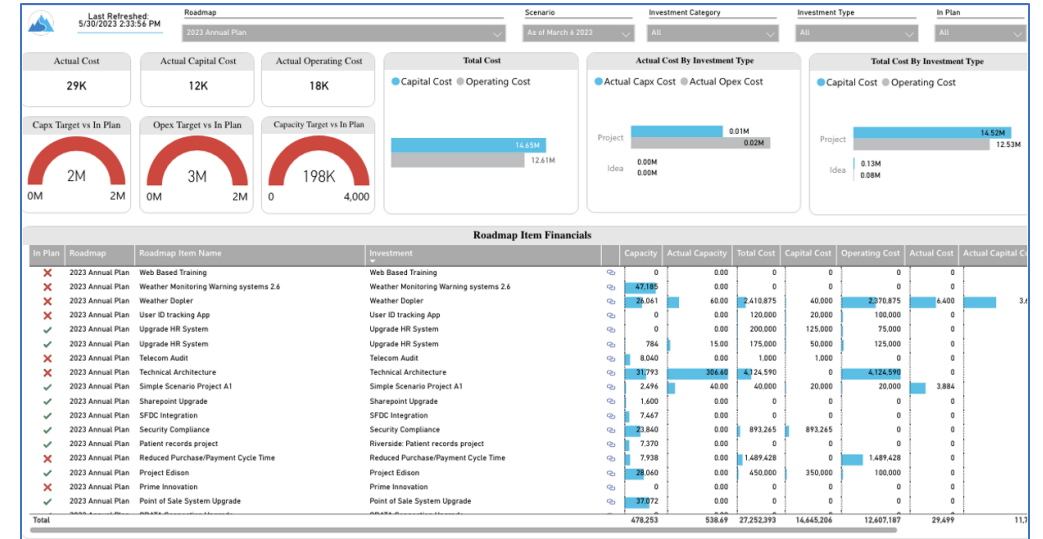 Last Refreshed:
5/30/2023 2:33:56 PM
Roadmap
2023 Annual Plan
Scenario
As of March 6 2023
Investment Category
All
Investment Type
All
In Plan
All
Actual Cost
29K
Actual Capital Cost
12K
Actual Operating Cost
18K
Capx Target vs In Plan
2M
0M 2M
Opex Target vs In Plan
3M
0M 2M
Capacity Target vs In Plan
198K
0 4,000
Total Cost
Capital Cost Operating Cost
14.65M
12.61M
Actual Cost By Investment Type
Actual Capx Cost Actual Opex Cost
Project 0.01M
0.02M
Idea 0.00M
0.00M
Total Cost By Investment Type
Capital Cost Operating Cost
Project 14.52M
12.53M
Idea 0.13M
0.08M
Roadmap Item Financials
In Plan Roadmap Roadmap Item Name Investment Capacity Actual Capacity Total Cost Capital Cost Operating Cost Actual Cost Actual Capital Co
2023 Annual Plan Web Based Training Web Based Training 0 0.00 0 0 0 0
2023 Annual Plan Weather Monitoring Warning systems 2.6 Weather Monitoring Warning systems 2.6 47,185 0.00 0 0 0 0
2023 Annual Plan Weather Dopler Weather Dopler 26,061 60.00 2,410,875 40,000 2,370,875 6,400 3,6
2023 Annual Plan User ID tracking App User ID tracking App 0 0.00 120,000 20,000 100,000 0
2023 Annual Plan Upgrade HR System Upgrade HR System 0 0.00 200,000 125,000 75,000 0
2023 Annual Plan Upgrade HR System Upgrade HR System 784 15.00 175,000 50,000 125,000 0
2023 Annual Plan Telecom Audit Telecom Audit 8,040 0.00 1,000 1,000 0 0
2023 Annual Plan Technical Architecture Technical Architecture 31,793 306.60 4,124,590 0 4,124,590 0
2023 Annual Plan Simple Scenario Project A1 Simple Scenario Project A1 2,496 40.00 40,000 20,000 20,000 3,884
2023 Annual Plan Sharepoint Upgrade Sharepoint Upgrade 1,600 0.00 0 0 0 0
2023 Annual Plan SFDC Integration SFDC Integration 7,467 0.00 0 0 0 0
2023 Annual Plan Security Compliance Security Compliance 23,840 0.00 893,265 893,265 0 0
2023 Annual Plan Patient records project Riverside: Patient records project 7,370 0.00 0 0 0 0
2023 Annual Plan Reduced Purchase/Payment Cycle Time Reduced Purchase/Payment Cycle Time 7,938 0.00 1,489,428 0 1,489,428 0
2023 Annual Plan Project Edison Project Edison 28,060 0.00 450,000 350,000 100,000 0
2023 Annual Plan Prime Innovation Prime Innovation 0 0.00 0 0 0 0
2023 Annual Plan Point of Sale System Upgrade Point of Sale System Upgrade 37,072 0.00 0 0 0 0
Total 478,253 538.69 27,252,393 14,645,206 12,607,187 29,499 11,7